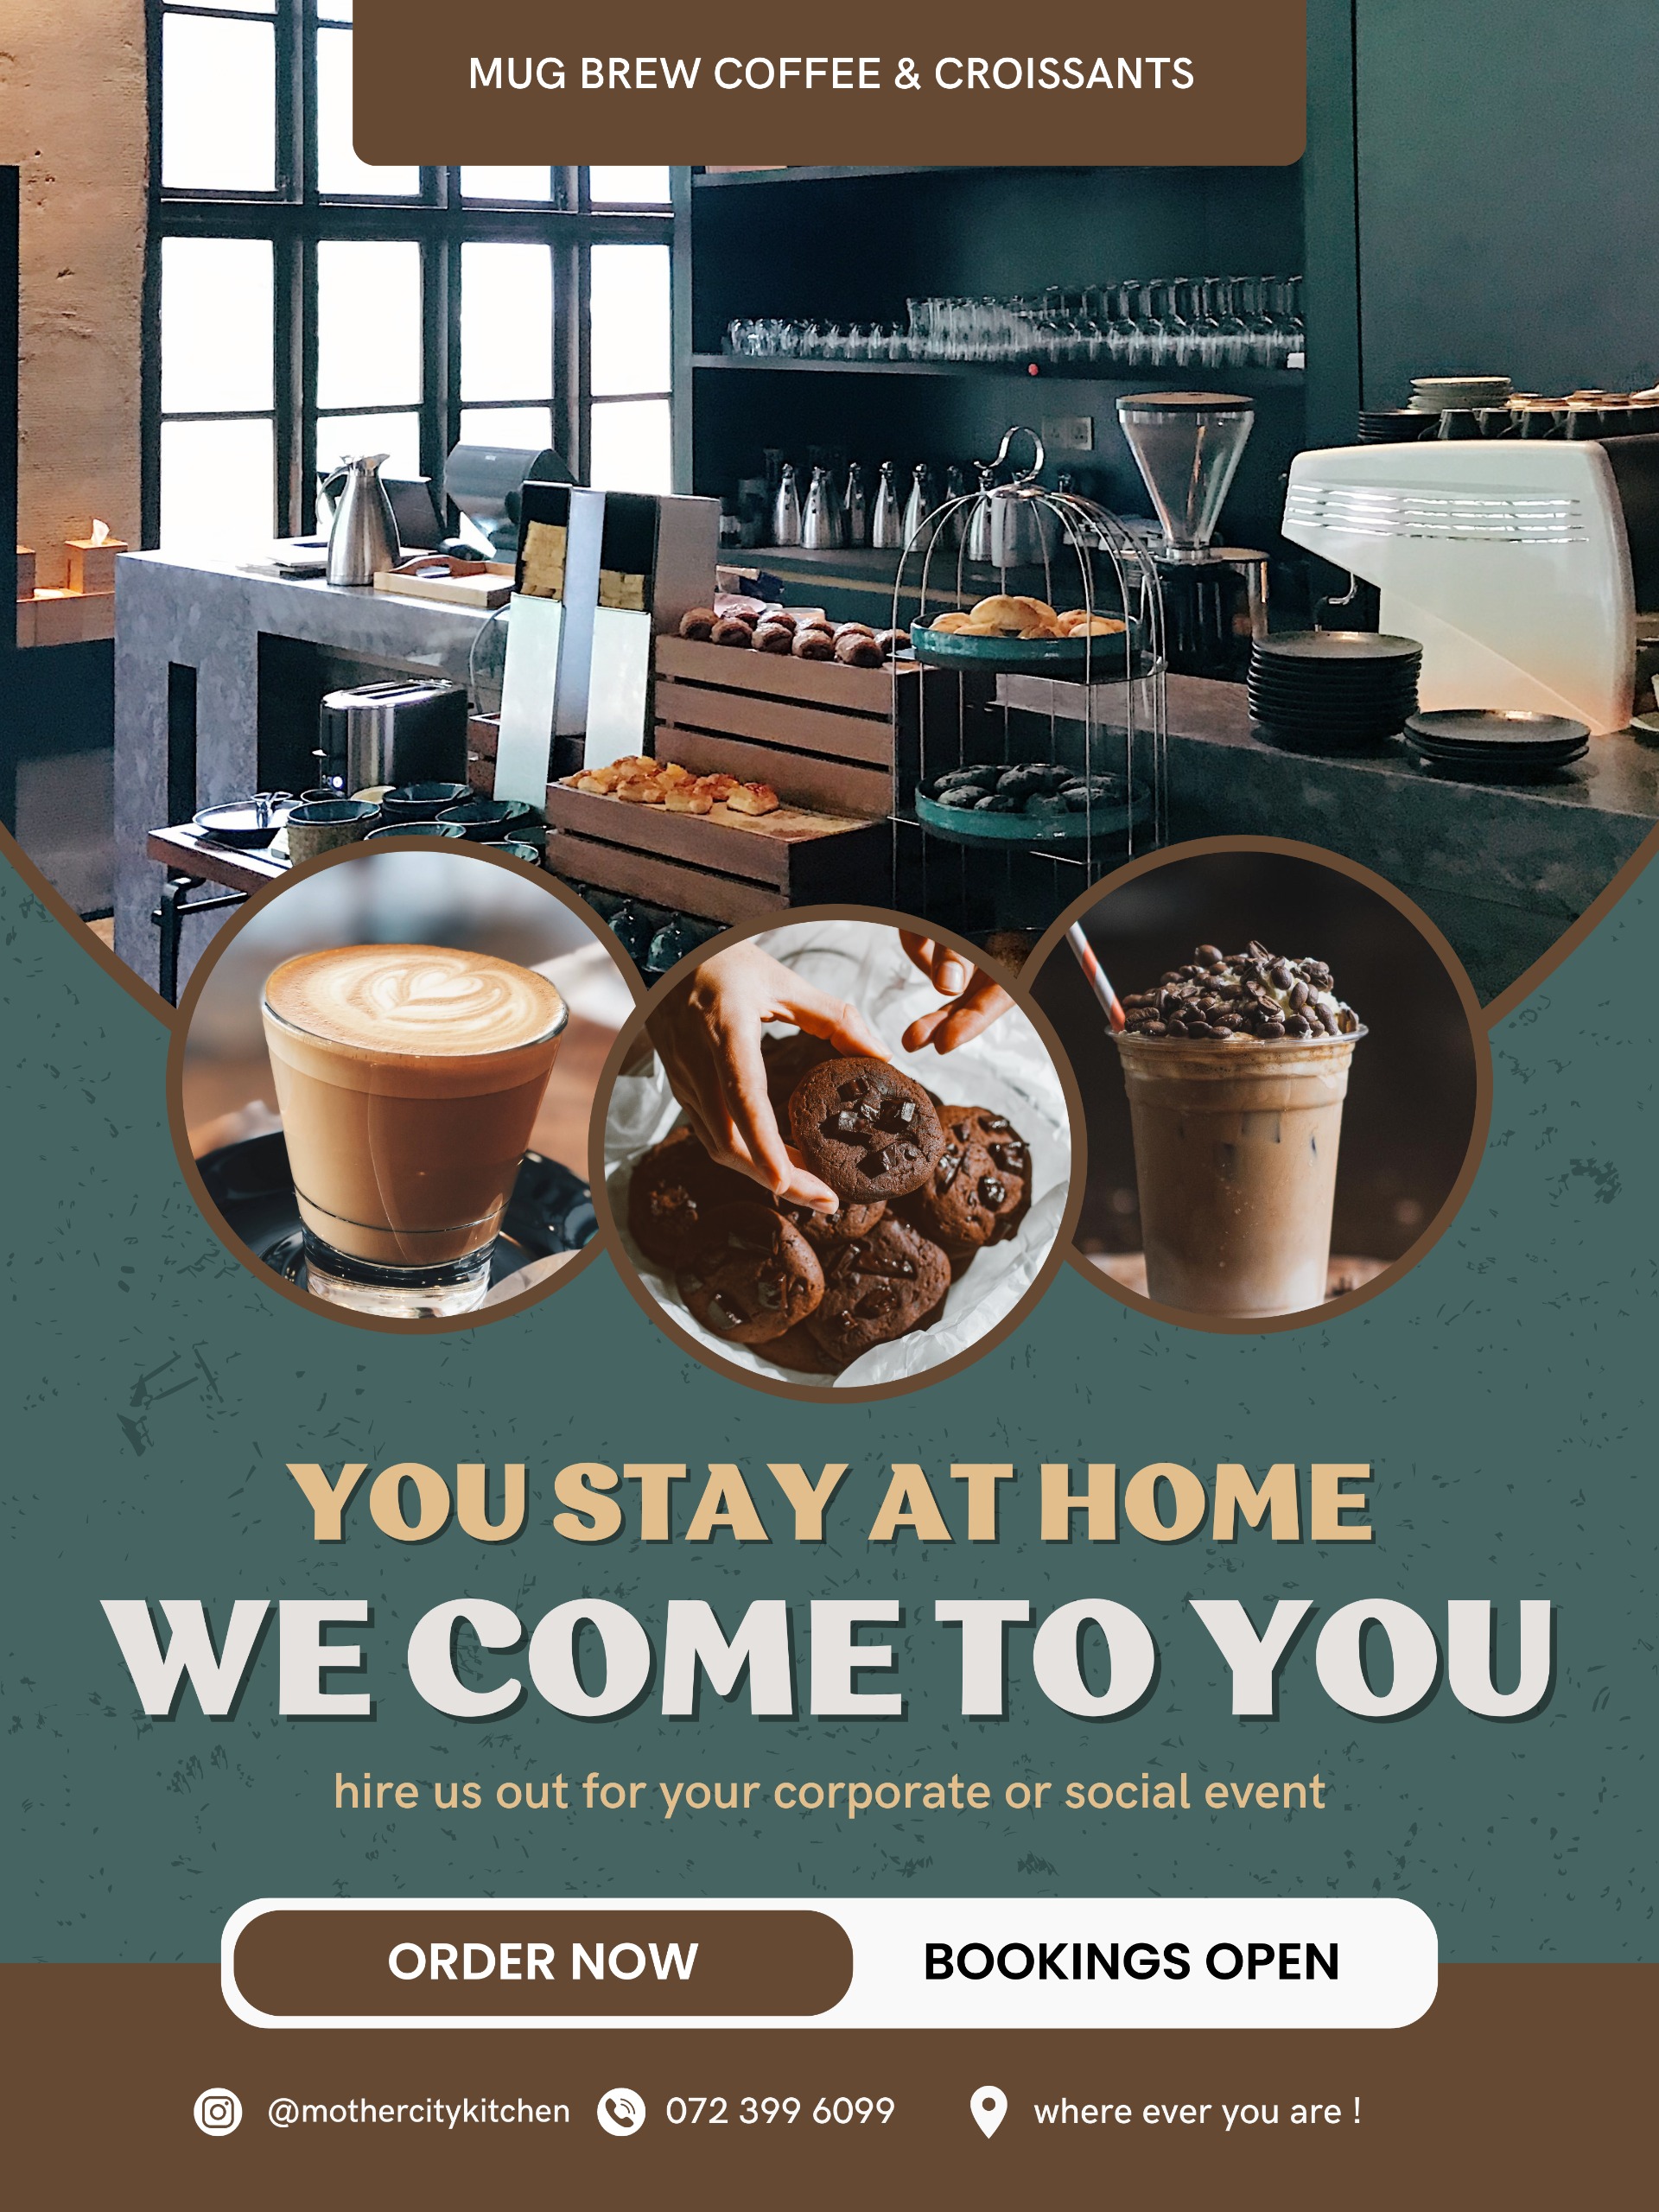 MUG BREW COFFEE & CROISSANTS
YOU STAY AT HOME
WE COME TO YOU
hire us out for your corporate or social event
ORDER NOW BOOKINGS OPEN
@mothercitykitchen 072 399 6099 where ever you are !